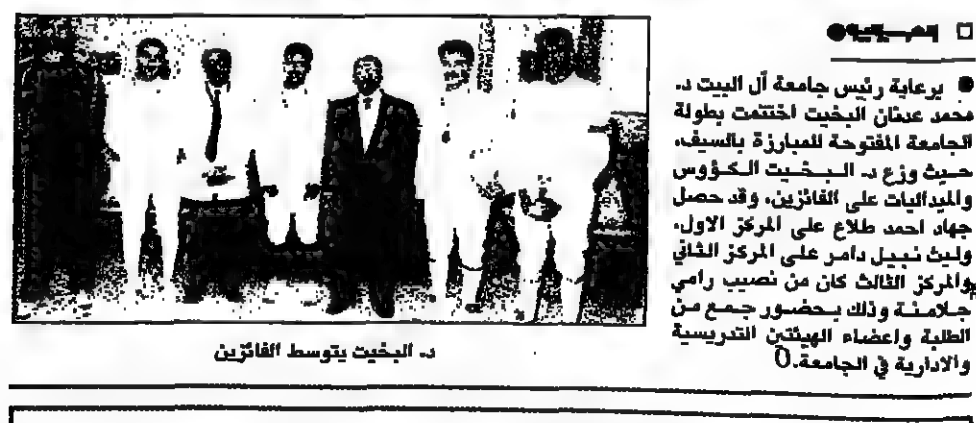 برعاية رئيس جامعة آل البيت د.
محمد عدنان البخيت اختتمت بطولة
الجامعة المفتوحة للمبارزة بالسيف،
حيث وزع د. البخيت الكؤوس
والميداليات على الفائزين، وقد حصل
جهاد احمد طلاع على المركز الاول،
وليث نبيل دامر على المركز الثاني
والمركز الثالث كان من نصيب رامي
جلامنة وذلك بحضور جمع من
الطلبة واعضاء الهيئتين التدريسية
والادارية في الجامعة.
د. البخيت يتوسط الفائزين